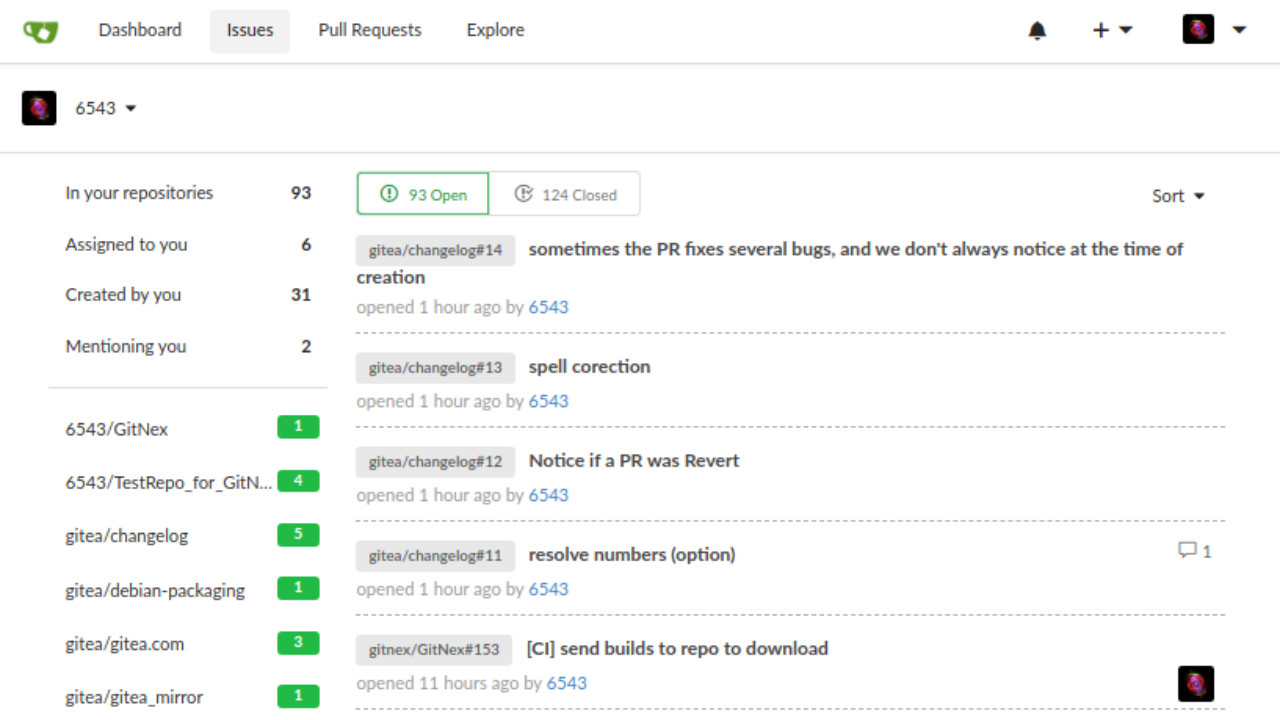 Dashboard Issues Pull Requests Explore
6543
In your repositories 93
Assigned to you 6
Created by you 31
Mentioning you 2
6543/GitNex 1
6543/TestRepo_for_GitN... 4
gitea/changelog 5
gitea/debian-packaging 1
gitea/gitea.com 3
gitea/gitea_mirror 1
93 Open 124 Closed Sort
gitea/changelog#14 sometimes the PR fixes several bugs, and we don't always notice at the time of
creation
opened 1 hour ago by 6543
gitea/changelog#13 spell corection
opened 1 hour ago by 6543
gitea/changelog#12 Notice if a PR was Revert
opened 1 hour ago by 6543
gitea/changelog#11 resolve numbers (option) 1
opened 1 hour ago by 6543
gitnex/GitNex#153 [CI] send builds to repo to download
opened 11 hours ago by 6543